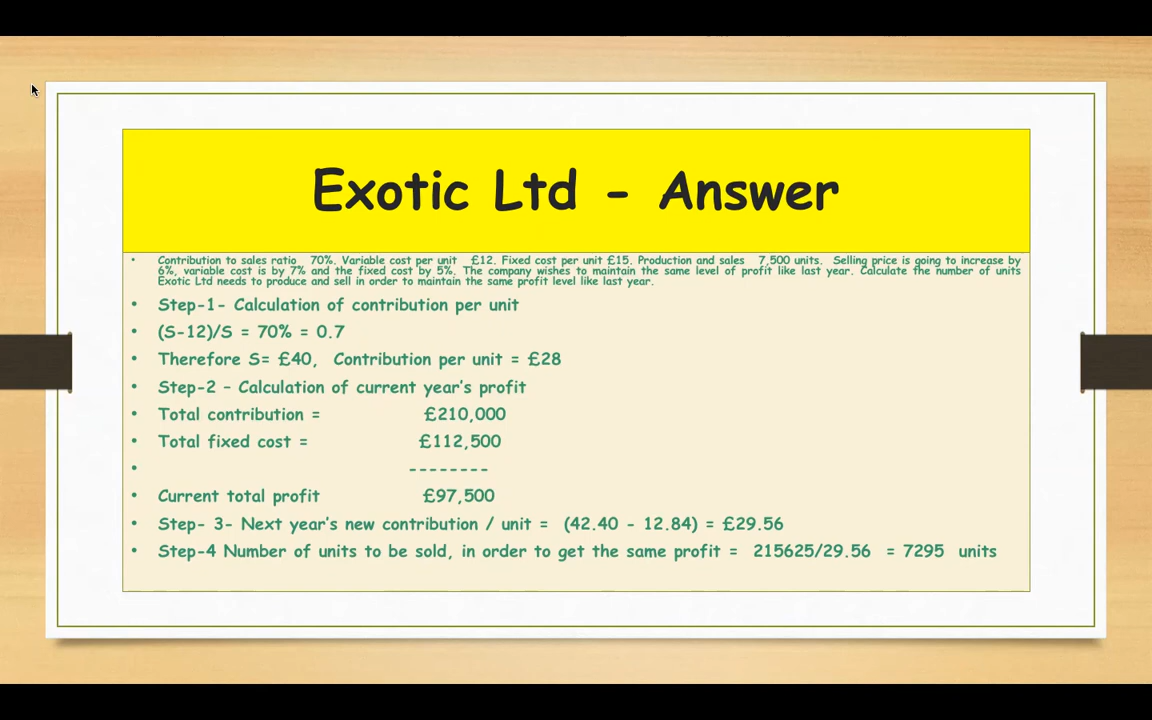 Exotic Ltd - Answer
• Contribution to sales ratio 70%. Variable cost per unit £12. Fixed cost per unit £15. Production and sales 7,500 units. Selling price is going to increase by
6%, variable cost is by 7% and the fixed cost by 5%. The company wishes to maintain the same level of profit like last year. Calculate the number of units
Exotic Ltd needs to produce and sell in order to maintain the same profit level like last year.
• Step-1- Calculation of contribution per unit
• (S-12)/S = 70% = 0.7
• Therefore S= £40, Contribution per unit = £28
• Step-2 – Calculation of current year’s profit
• Total contribution = £210,000
• Total fixed cost = £112,500
• --------
• Current total profit £97,500
• Step- 3- Next year’s new contribution / unit = (42.40 - 12.84) = £29.56
• Step-4 Number of units to be sold, in order to get the same profit = 215625/29.56 = 7295 units